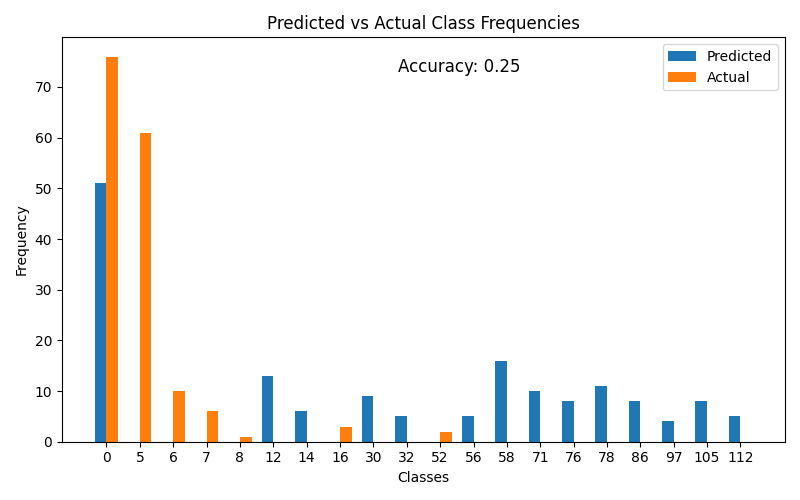 Predicted vs Actual Class Frequencies
Accuracy: 0.25
Predicted
Actual
70
60
50
40
30
20
10
0
Frequency
0 5 6 7 8 12 14 16 30 32 52 56 58 71 76 78 86 97 105 112
Classes